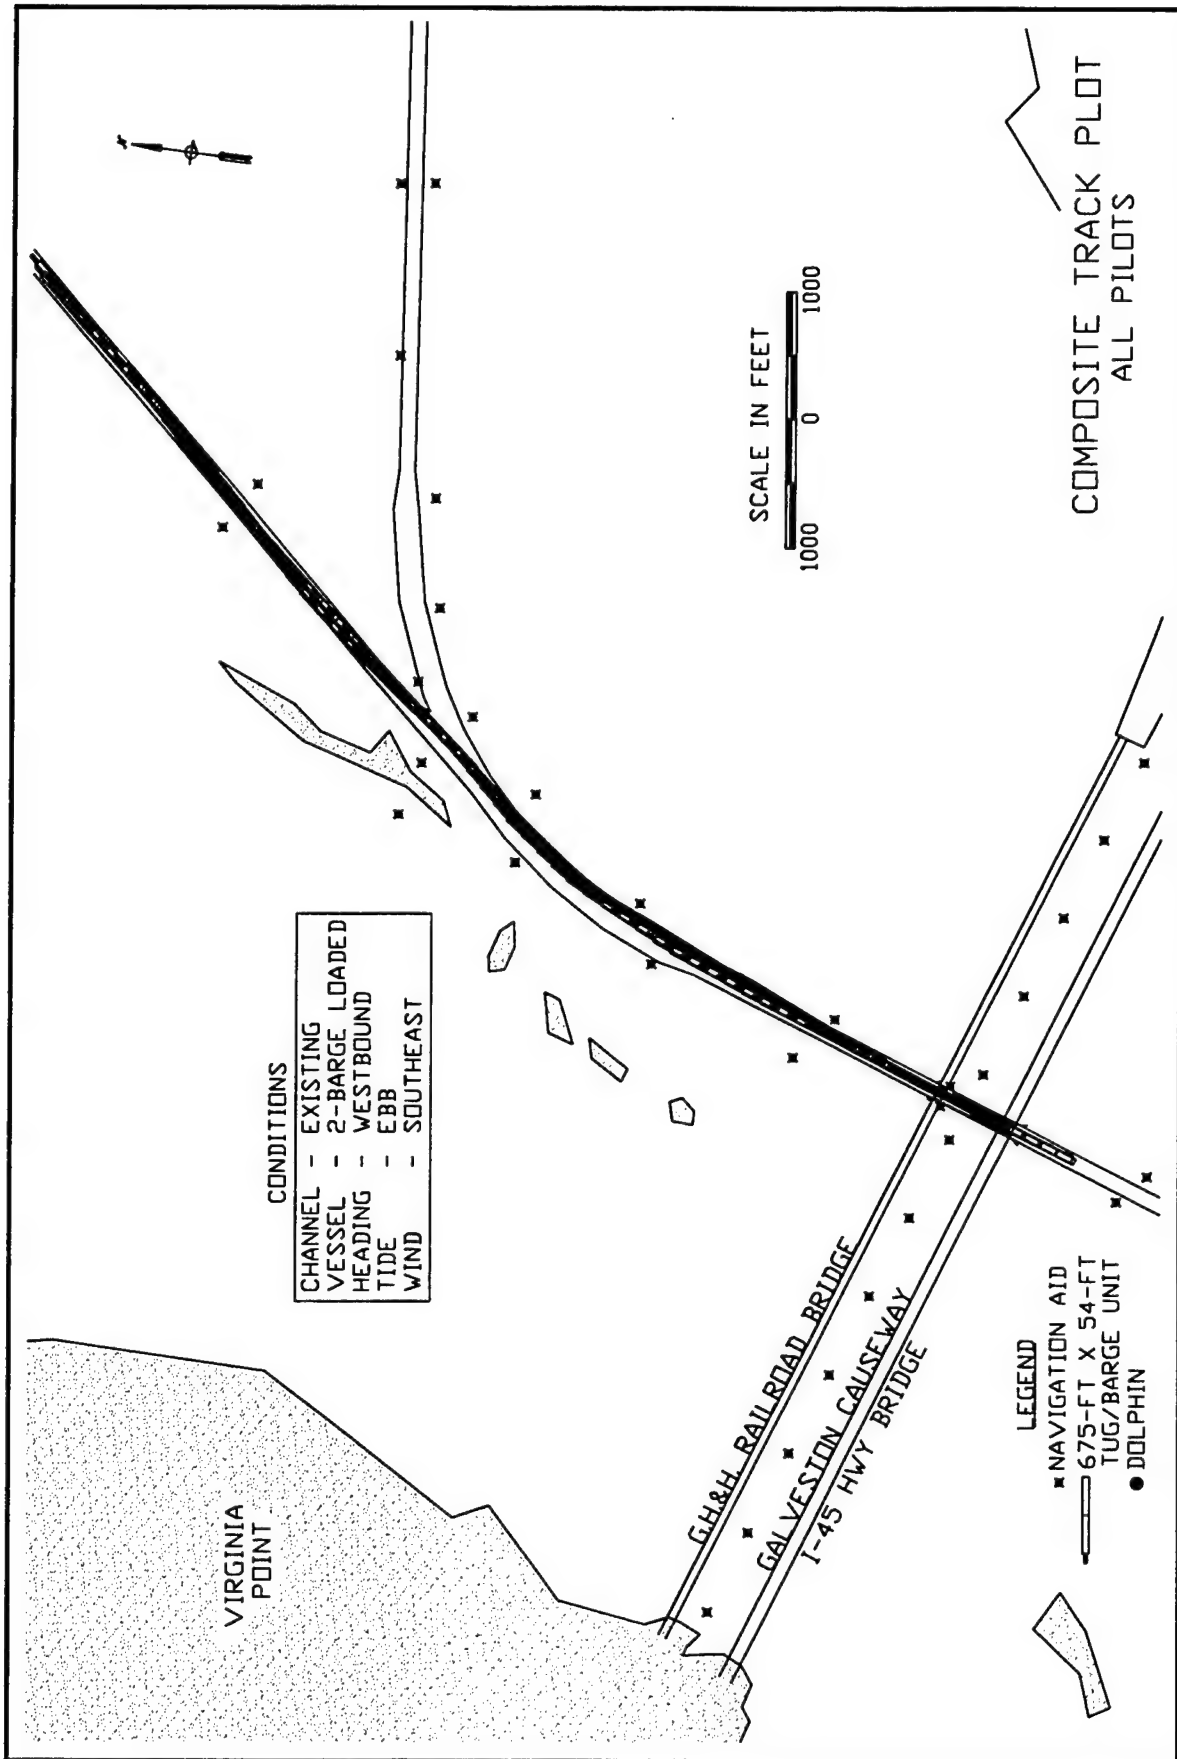 CONDITIONS
CHANNEL - EXISTING
VESSEL - 2-BARGE LOADED
HEADING - WESTBOUND
TIDE - EBB
WIND - SOUTHEAST
VIRGINIA
POINT
N
SCALE IN FEET
1000 0 1000
G.H.&H. RAILROAD BRIDGE
GALVESTON CAUSEWAY
I-45 HWY BRIDGE
LEGEND
NAVIGATION AID
675-FT X 54-FT
TUG/BARGE UNIT
DOLPHIN
COMPOSITE TRACK PLOT
ALL PILOTS